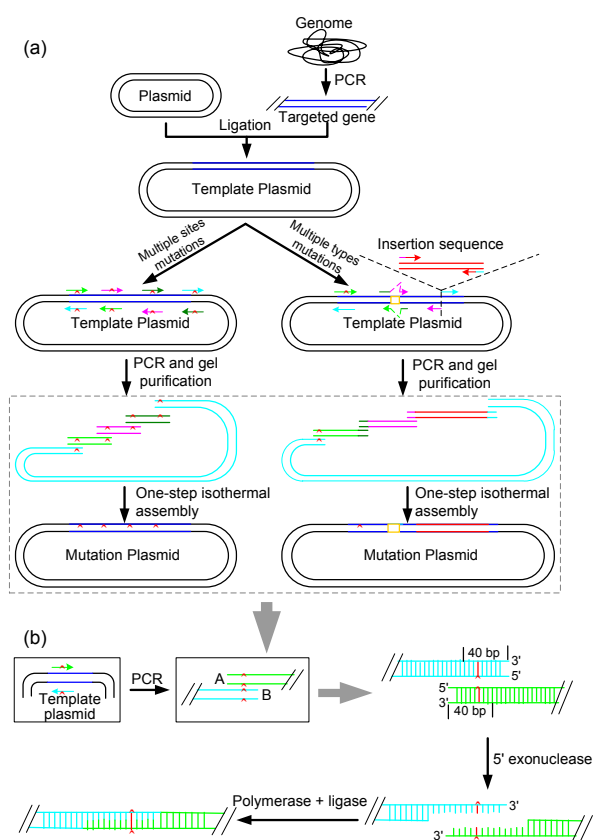 (a)
Genome
PCR
Plasmid
Targeted gene
Ligation
Template Plasmid
Multiple sites
mutations
Multiple types
mutations
Insertion sequence
Template Plasmid
Template Plasmid
PCR and gel
purification
PCR and gel
purification
One-step isothermal
assembly
One-step isothermal
assembly
Mutation Plasmid
Mutation Plasmid
(b)
Template
plasmid
PCR
A
B
40 bp
3'
5'
5'
3'
40 bp
5' exonuclease
Polymerase + ligase
3'
3'